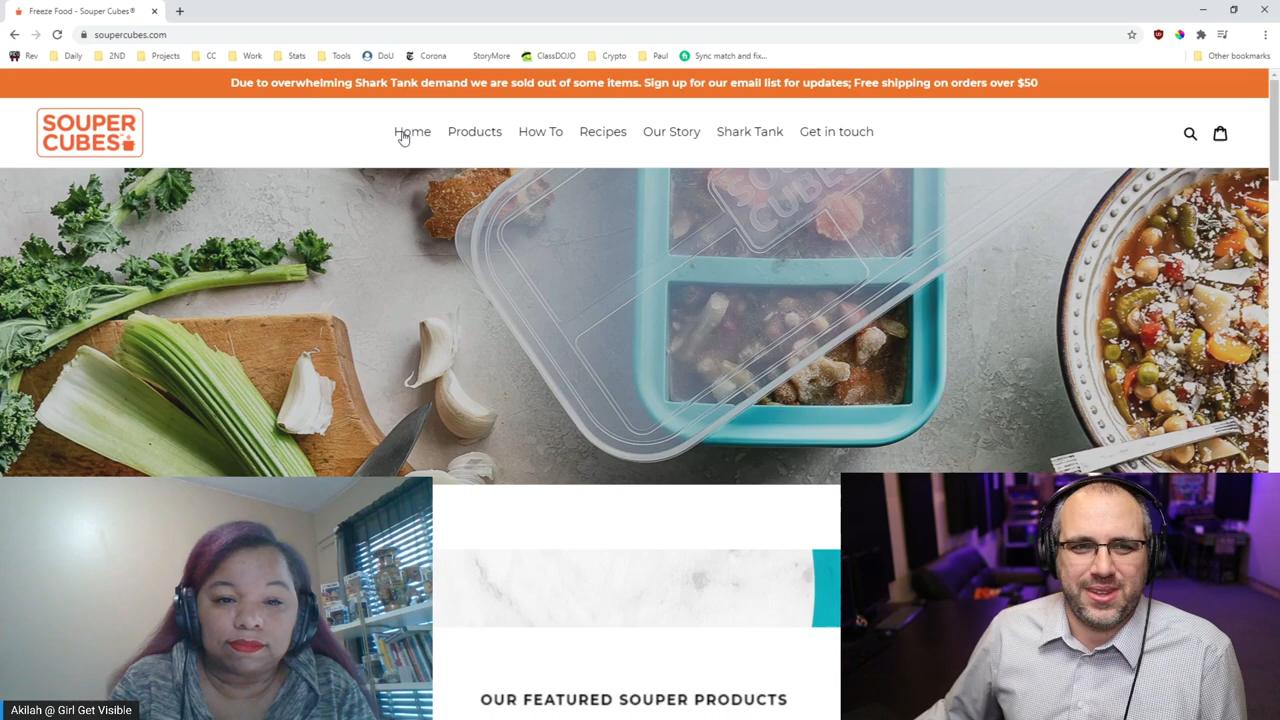 Freeze Food - Souper Cubes®
soupercubes.com
Rev Daily 2ND Projects CC Work Stats Tools DoU Corona StoryMore ClassDOJO Crypto Paul Sync match and fix... Other bookmarks
Due to overwhelming Shark Tank demand we are sold out of some items. Sign up for our email list for updates; Free shipping on orders over $50
SOUPER
CUBES
Home Products How To Recipes Our Story Shark Tank Get in touch
SOUPER
CUBES
OUR FEATURED SOUPER PRODUCTS
Akilah @ Girl Get Visible